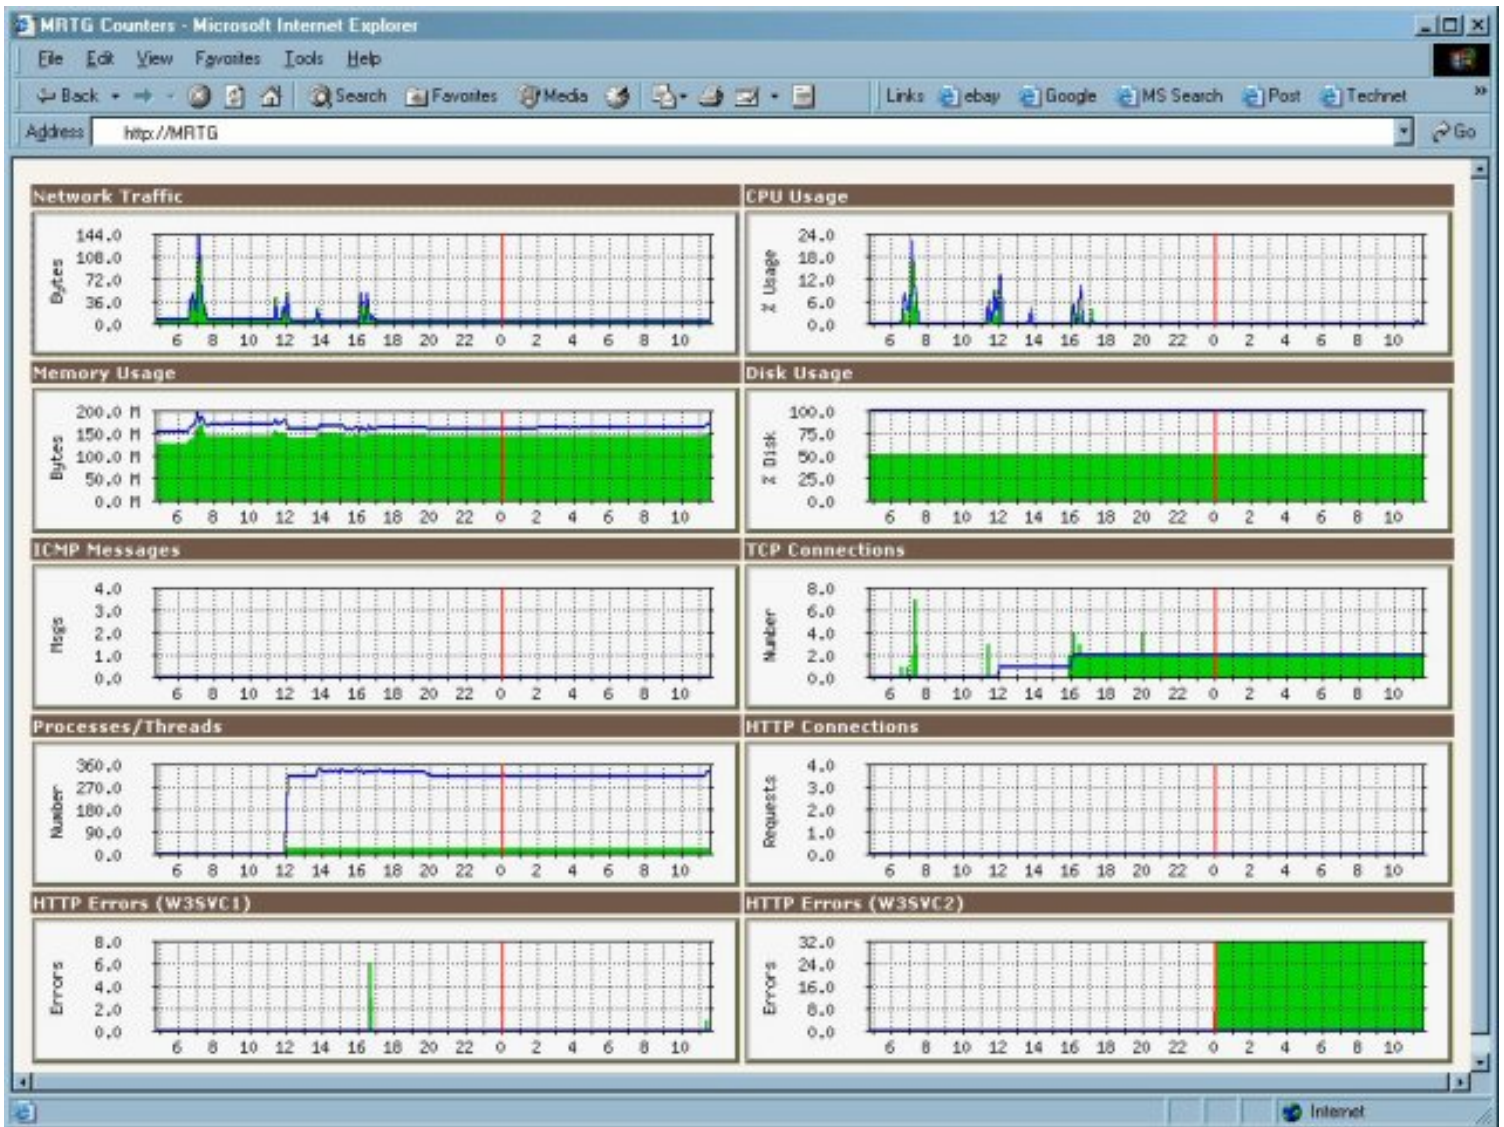 MRTG Counters - Microsoft Internet Explorer
File Edit View Favorites Tools Help
Back Search Favorites Media Links ebay Google MS Search Post Technet »
Address http://MRTG Go
Network Traffic
Bytes
144.0
108.0
72.0
36.0
0.0
6 8 10 12 14 16 18 20 22 0 2 4 6 8 10
CPU Usage
% Usage
24.0
18.0
12.0
6.0
0.0
6 8 10 12 14 16 18 20 22 0 2 4 6 8 10
Memory Usage
Bytes
200.0 M
150.0 M
100.0 M
50.0 M
0.0 M
6 8 10 12 14 16 18 20 22 0 2 4 6 8 10
Disk Usage
% Disk
100.0
75.0
50.0
25.0
0.0
6 8 10 12 14 16 18 20 22 0 2 4 6 8 10
ICMP Messages
Msgs
4.0
3.0
2.0
1.0
0.0
6 8 10 12 14 16 18 20 22 0 2 4 6 8 10
TCP Connections
Number
8.0
6.0
4.0
2.0
0.0
6 8 10 12 14 16 18 20 22 0 2 4 6 8 10
Processes/Threads
Number
360.0
270.0
180.0
90.0
0.0
6 8 10 12 14 16 18 20 22 0 2 4 6 8 10
HTTP Connections
Requests
4.0
3.0
2.0
1.0
0.0
6 8 10 12 14 16 18 20 22 0 2 4 6 8 10
HTTP Errors (W3SVC1)
Errors
8.0
6.0
4.0
2.0
0.0
6 8 10 12 14 16 18 20 22 0 2 4 6 8 10
HTTP Errors (W3SVC2)
Errors
32.0
24.0
16.0
8.0
0.0
6 8 10 12 14 16 18 20 22 0 2 4 6 8 10
Internet